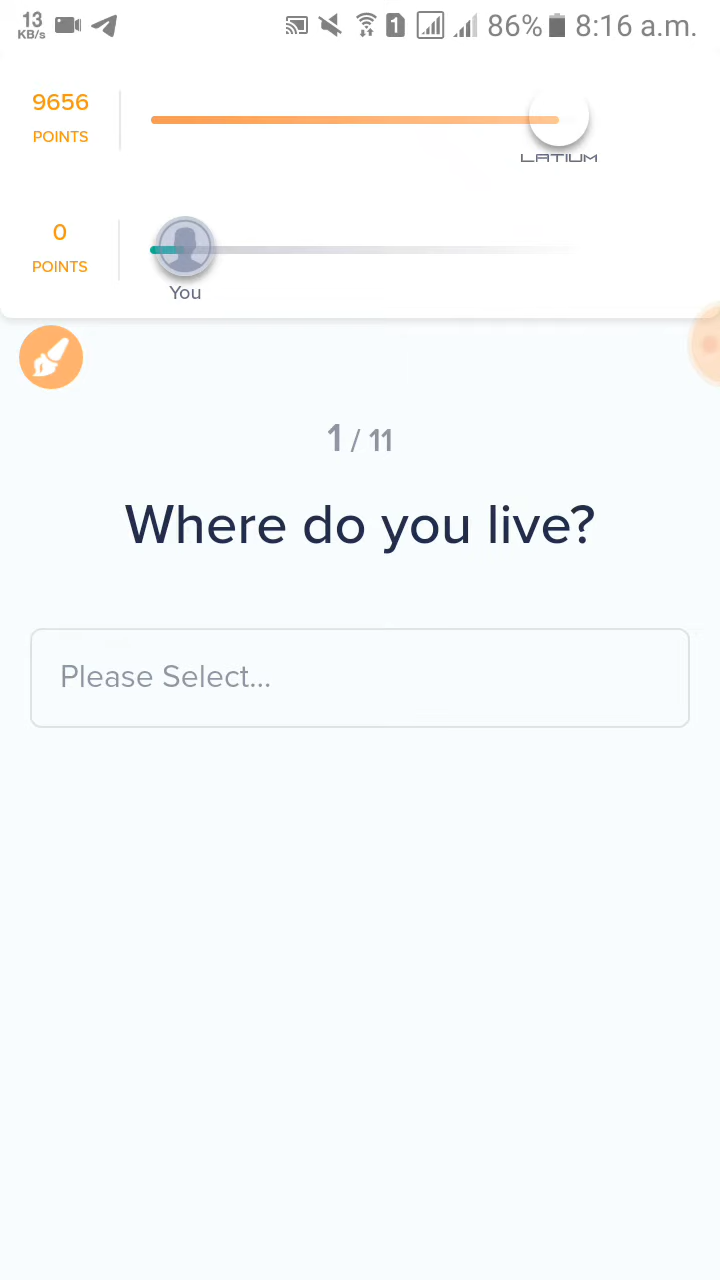 13
KB/s
1
86% 8:16 a.m.
9656
POINTS
LATIUM
0
POINTS
You
1 / 11
Where do you live?
Please Select...